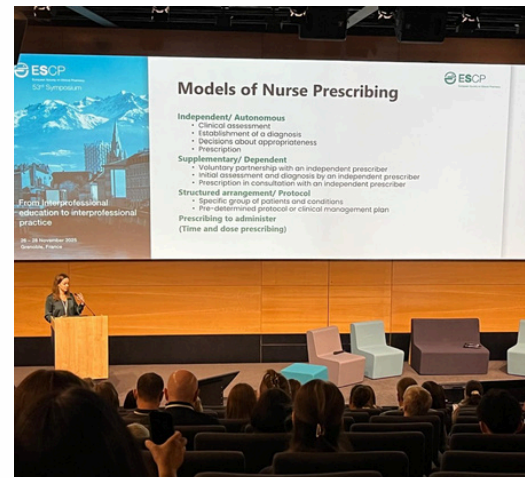 ESCP
European Society of Clinical Pharmacy
53rd Symposium
From Interprofessional
education to interprofessional
practice
Grenoble, France
ESCP
Models of Nurse Prescribing
Independent/ Autonomous
• Clinical assessment
• Establishment of a diagnosis
• Decisions about appropriateness
• Prescription
Supplementary/ Dependent
• Voluntary partnership with an independent prescriber
• Initial assessment and diagnosis by an independent prescriber
• Prescription in consultation with an independent prescriber
Structured arrangement/ Protocol
• Specific group of patients and conditions
• Pre-determined protocol or clinical management plan
Prescribing to administer
(Time and dose prescribing)